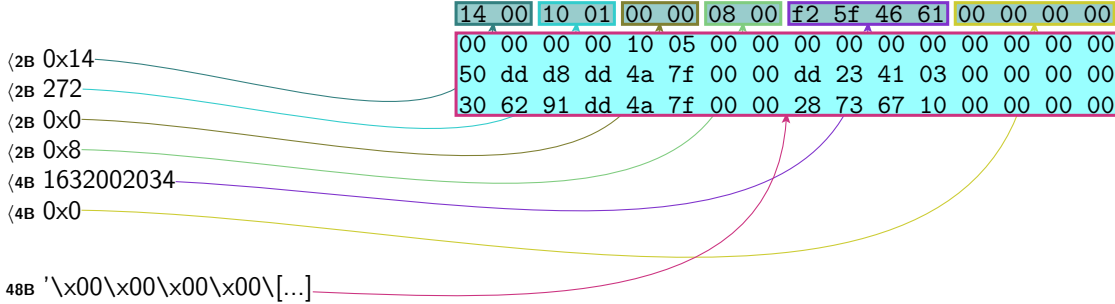 14 00 10 01 00 00 08 00 f2 5f 46 61 00 00 00 00
00 00 00 00 10 05 00 00 00 00 00 00 00 00 00 00
50 dd d8 dd 4a 7f 00 00 dd 23 41 03 00 00 00 00
30 62 91 dd 4a 7f 00 00 28 73 67 10 00 00 00 00
⟨2B 0x14
⟨2B 272
⟨2B 0x0
⟨2B 0x8
⟨4B 1632002034
⟨4B 0x0
48B '\x00\x00\x00\x00\[...]